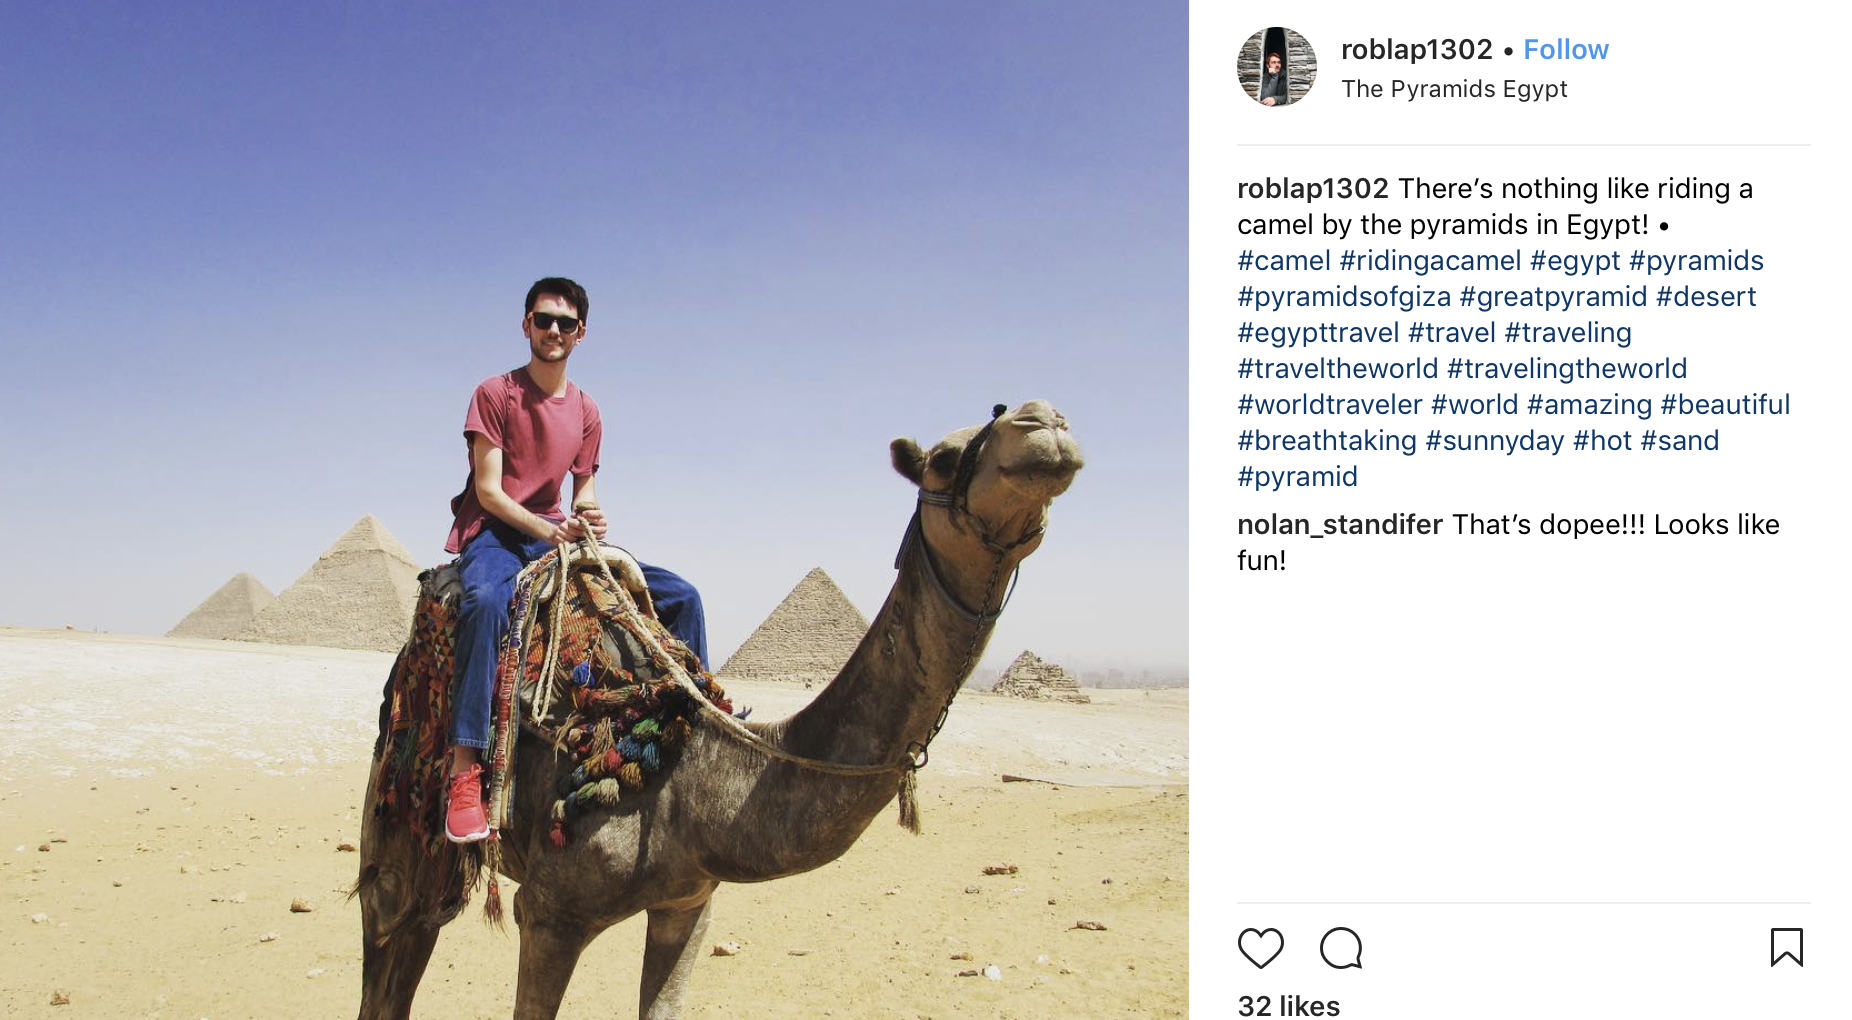 roblap1302 • Follow
The Pyramids Egypt
roblap1302 There’s nothing like riding a
camel by the pyramids in Egypt! •
#camel #ridingacamel #egypt #pyramids
#pyramidsofgiza #greatpyramid #desert
#egypttravel #travel #traveling
#traveltheworld #travelingtheworld
#worldtraveler #world #amazing #beautiful
#breathtaking #sunnyday #hot #sand
#pyramid
nolan_standifer That’s dopee!!! Looks like
fun!
32 likes